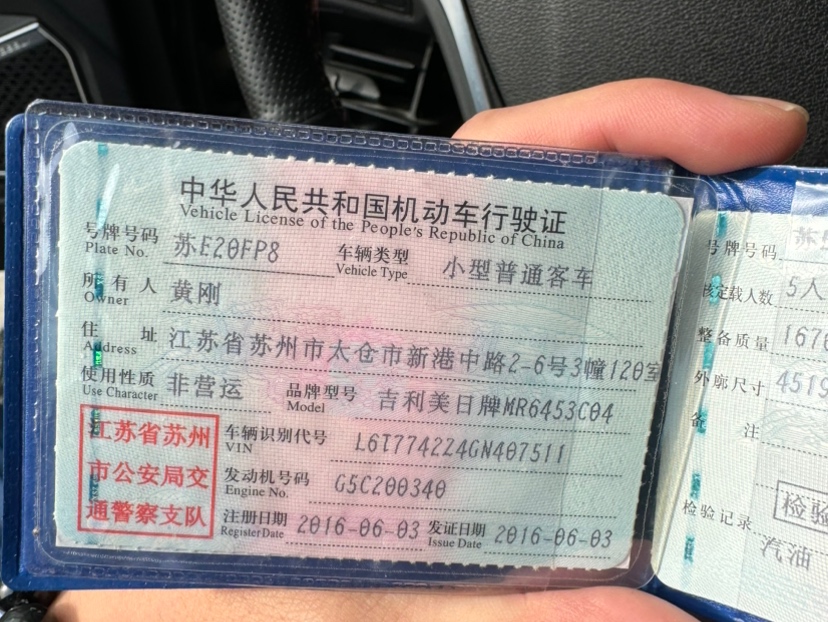 中华人民共和国机动车行驶证
Vehicle License of the People's Republic of China
号牌号码 苏E20FP8 车辆类型 小型普通客车
Plate No. Vehicle Type
所有人 黄刚
Owner
住址 江苏省苏州市太仓市新港中路2-6号3幢120室
Address
使用性质 非营运 品牌型号 吉利美日牌MR6453C04
Use Character Model
江苏省苏州
市公安局交
通警察支队
车辆识别代号 L6T7742Z4GN407511
VIN
发动机号码 G5C200340
Engine No.
注册日期 2016-06-03 发证日期 2016-06-03
Register Date Issue Date
号牌号码 苏
核定载人数 5人
整备质量 167
外廓尺寸 4519
备注
检验
检验记录
汽油